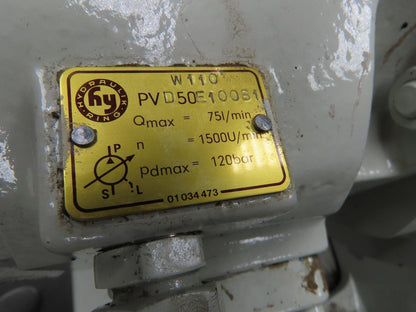 HYDRAULIK
RING
hy
W110
PVD50E10081
Qmax = 75l/min
n = 1500U/min
Pdmax = 120bar
P
S L
01034473